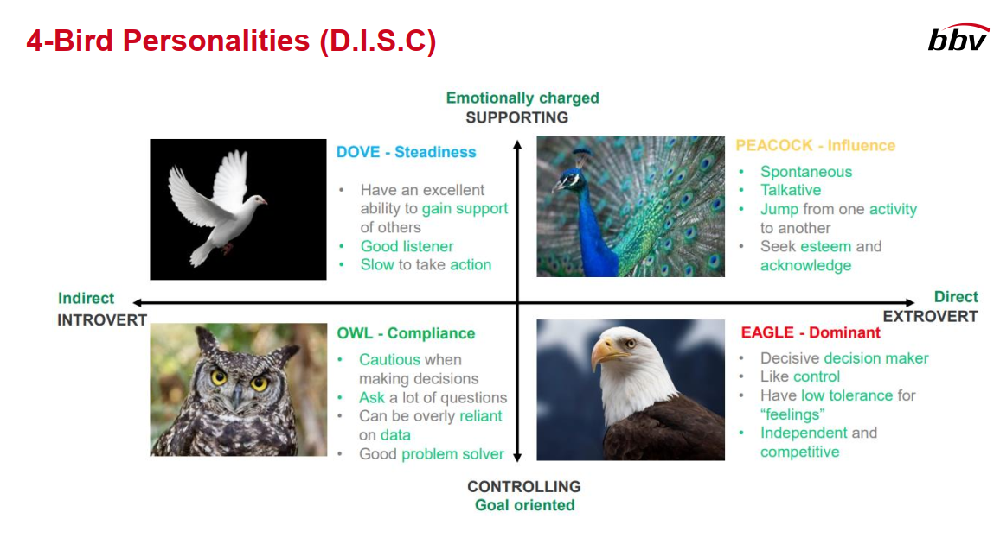 4-Bird Personalities (D.I.S.C)
bbv
Emotionally charged
SUPPORTING
DOVE - Steadiness
• Have an excellent
ability to gain support
of others
• Good listener
• Slow to take action
PEACOCK - Influence
• Spontaneous
• Talkative
• Jump from one activity
to another
• Seek esteem and
acknowledge
Indirect
INTROVERT
Direct
EXTROVERT
OWL - Compliance
• Cautious when
making decisions
• Ask a lot of questions
• Can be overly reliant
on data
• Good problem solver
EAGLE - Dominant
• Decisive decision maker
• Like control
• Have low tolerance for
“feelings”
• Independent and
competitive
CONTROLLING
Goal oriented